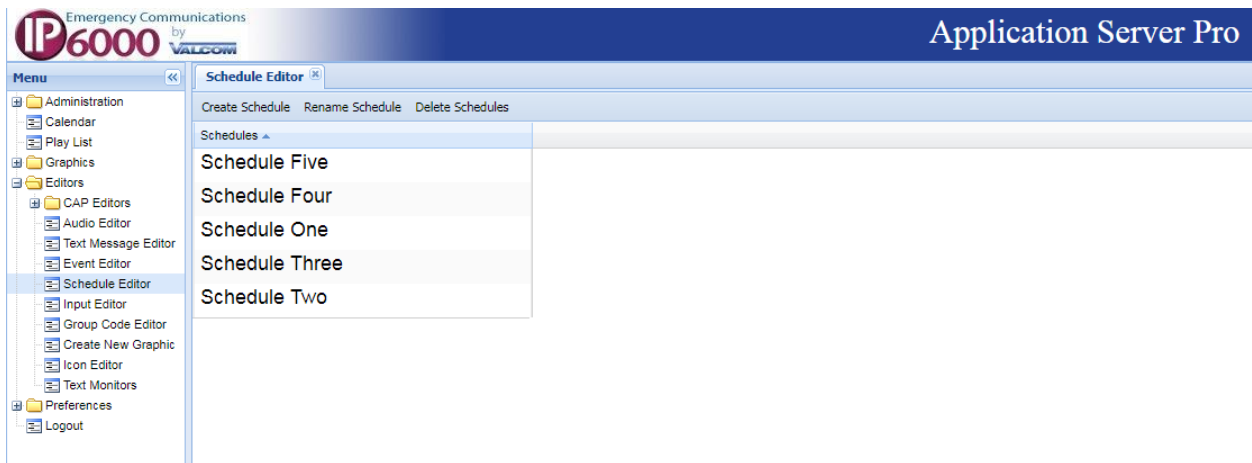 Emergency Communications
IP6000 by VALCOM
Application Server Pro
Menu
Administration
Calendar
Play List
Graphics
Editors
CAP Editors
Audio Editor
Text Message Editor
Event Editor
Schedule Editor
Input Editor
Group Code Editor
Create New Graphic
Icon Editor
Text Monitors
Preferences
Logout
Schedule Editor
Create Schedule Rename Schedule Delete Schedules
Schedules
Schedule Five
Schedule Four
Schedule One
Schedule Three
Schedule Two